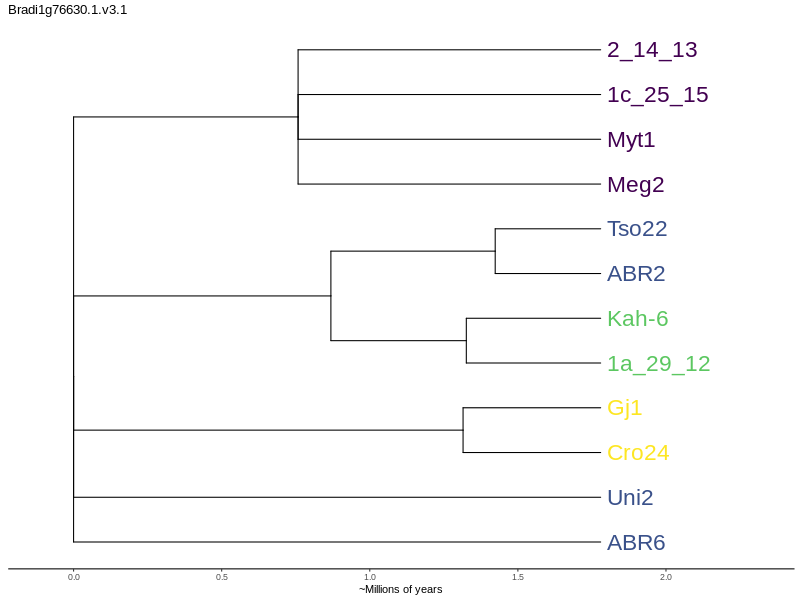 Bradi1g76630.1.v3.1
2_14_13
1c_25_15
Myt1
Meg2
Tso22
ABR2
Kah-6
1a_29_12
Gj1
Cro24
Uni2
ABR6
0.0 0.5 1.0 1.5 2.0
~Millions of years